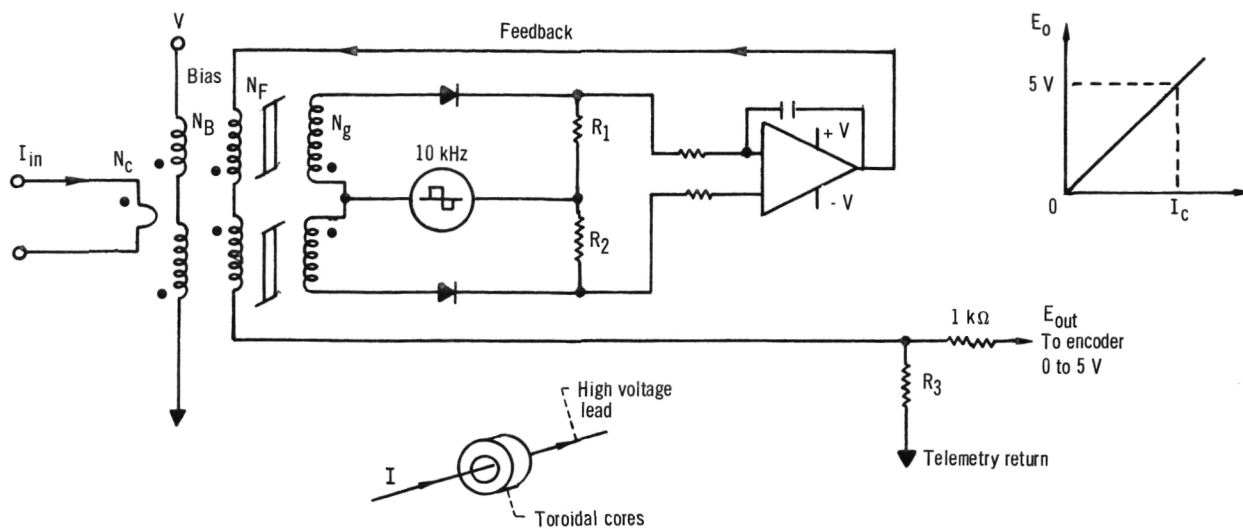 V
Feedback
Bias
N_F
N_B
N_g
N_c
I_in
10 kHz
R_1
R_2
+ V
- V
E_o
5 V
0
I_c
1 kΩ
E_out
To encoder
0 to 5 V
R_3
Telemetry return
High voltage
lead
I
Toroidal cores